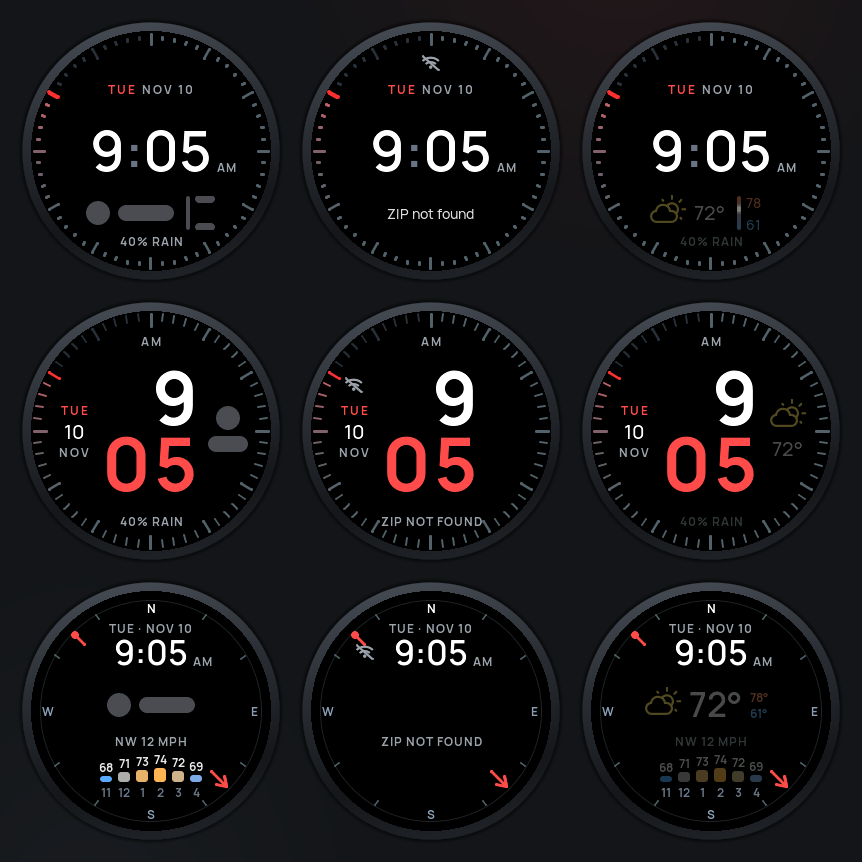 TUE NOV 10
9:05 AM
40% RAIN
TUE NOV 10
9:05 AM
ZIP not found
TUE NOV 10
9:05 AM
72° 78
61
40% RAIN
AM
9
TUE
10
NOV
05
40% RAIN
AM
9
TUE
10
NOV
05
ZIP NOT FOUND
AM
9
TUE
10
NOV
05
72°
40% RAIN
N
TUE · NOV 10
9:05 AM
W E
NW 12 MPH
68 71 73 74 72 69
11 12 1 2 3 4
S
N
TUE · NOV 10
9:05 AM
W E
ZIP NOT FOUND
S
N
TUE · NOV 10
9:05 AM
72° 78°
61°
W E
NW 12 MPH
68 71 73 74 72 69
11 12 1 2 3 4
S